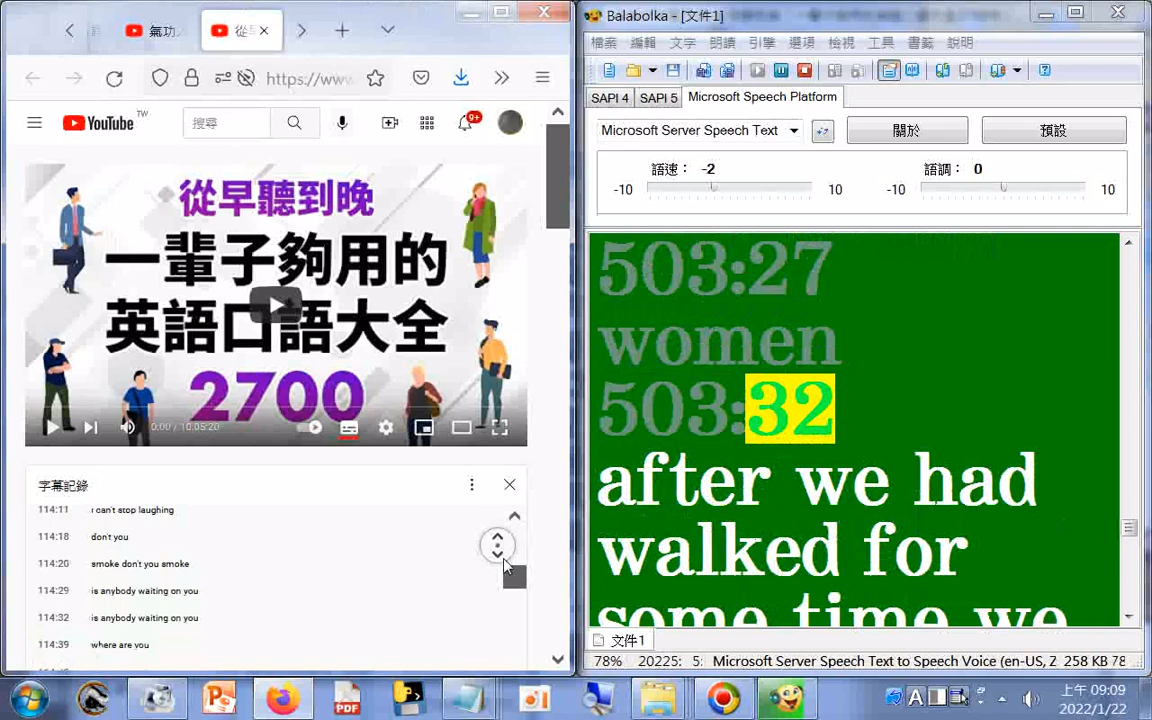 氣功
從
https://www
YouTube TW
搜尋
9+
從早聽到晚
一輩子夠用的
英語口語大全
2700
0:00 / 10:05:20
字幕記錄
114:11 i can't stop laughing
114:18 don't you
114:20 smoke don't you smoke
114:29 is anybody waiting on you
114:32 is anybody waiting on you
114:39 where are you
Balabolka - [文件1]
檔案 編輯 文字 朗讀 引擎 選項 檢視 工具 書籤 說明
SAPI 4 SAPI 5 Microsoft Speech Platform
Microsoft Server Speech Text 關於 預設
語速： -2 語調： 0
-10 10 -10 10
503:27
women
503:32
after we had
walked for
some time we
文件1
78% 20225: 5: Microsoft Server Speech Text to Speech Voice (en-US, Z 258 KB 78
PDF
A
上午 09:09
2022/1/22